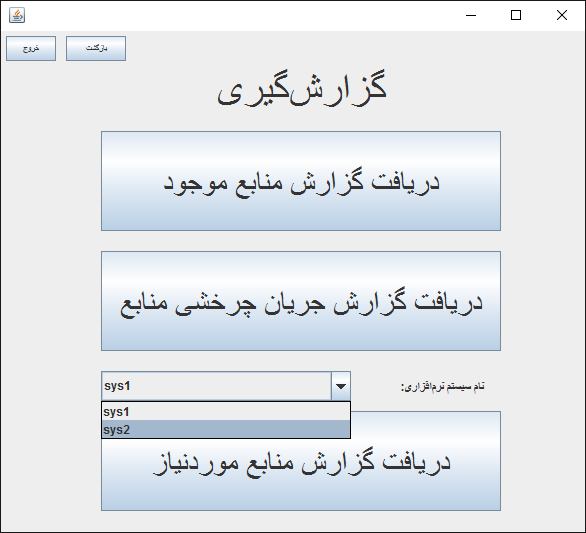 خروج
بازگشت
گزارش‌گیری
دریافت گزارش منابع موجود
دریافت گزارش جریان چرخشی منابع
نام سیستم نرم‌افزاری:
sys1
sys1
sys2
دریافت گزارش منابع موردنیاز